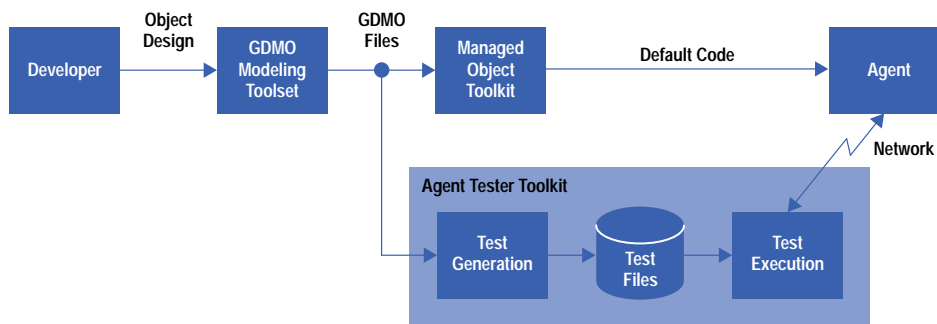 Object
Design
GDMO
Files
Developer
GDMO
Modeling
Toolset
Managed
Object
Toolkit
Default Code
Agent
Network
Agent Tester Toolkit
Test
Generation
Test
Files
Test
Execution